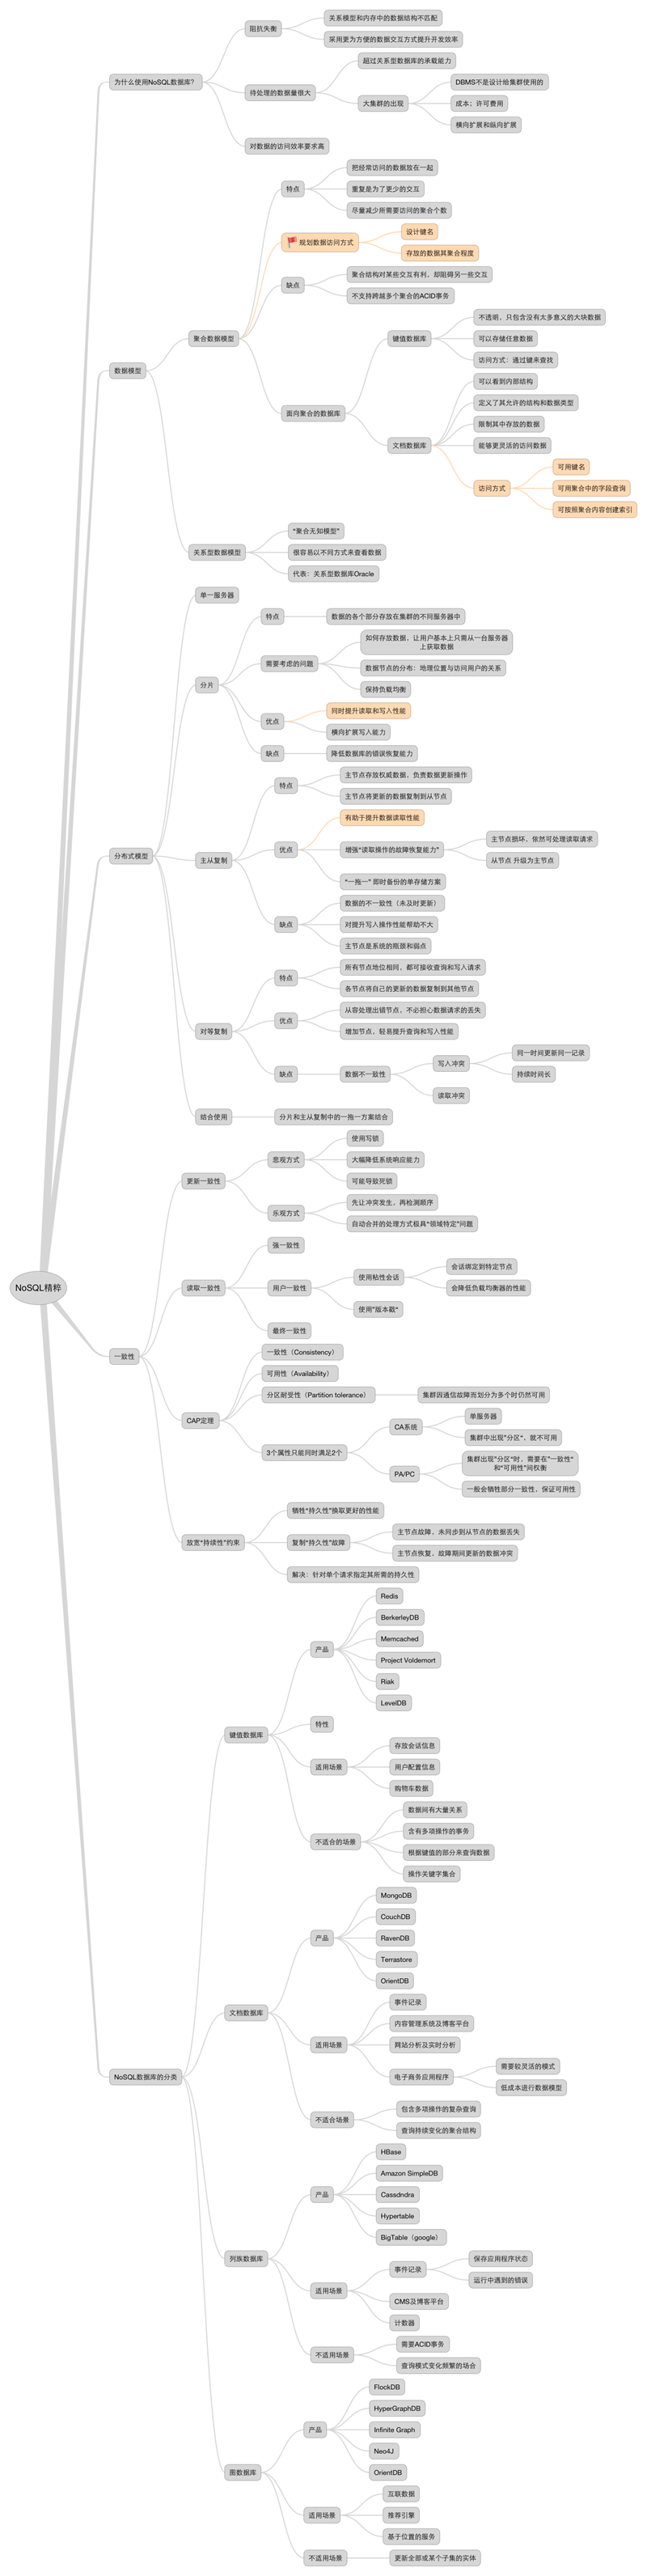 NoSQL精粹
为什么使用NoSQL数据库?
阻抗失衡
关系模型和内存中的数据结构不匹配
采用更为方便的数据交互方式提升开发效率
待处理的数据量很大
超过关系型数据库的承载能力
大集群的出现
DBMS不是设计给集群使用的
成本：许可费用
横向扩展和纵向扩展
对数据的访问效率要求高
数据模型
聚合数据模型
特点
把经常访问的数据放在一起
重复是为了更少的交互
尽量减少所需要访问的聚合个数
规划数据访问方式
设计键名
存放的数据其聚合程度
缺点
聚合结构对某些交互有利，却阻碍另一些交互
不支持跨越多个聚合的ACID事务
面向聚合的数据库
键值数据库
不透明，只包含没有太多意义的大块数据
可以存储任意数据
访问方式：通过键来查找
文档数据库
可以看到内部结构
定义了其允许的结构和数据类型
限制其中存放的数据
能够更灵活的访问数据
访问方式
可用键名
可用聚合中的字段查询
可按照聚合内容创建索引
关系型数据模型
“聚合无知模型”
很容易以不同方式来查看数据
代表：关系型数据库Oracle
分布式模型
单一服务器
分片
特点
数据的各个部分存放在集群的不同服务器中
需要考虑的问题
如何存放数据，让用户基本上只需从一台服务器
上获取数据
数据节点的分布：地理位置与访问用户的关系
保持负载均衡
优点
同时提升读取和写入性能
横向扩展写入能力
缺点
降低数据库的错误恢复能力
主从复制
特点
主节点存放权威数据，负责数据更新操作
主节点将更新的数据复制到从节点
优点
有助于提升数据读取性能
增强“读取操作的故障恢复能力”
主节点损坏，依然可处理读取请求
从节点 升级为主节点
“一拖一” 即时备份的单存储方案
缺点
数据的不一致性（未及时更新）
对提升写入操作性能帮助不大
主节点是系统的瓶颈和弱点
对等复制
特点
所有节点地位相同，都可接收查询和写入请求
各节点将自己的更新的数据复制到其他节点
优点
从容处理出错节点，不必担心数据请求的丢失
增加节点，轻易提升查询和写入性能
缺点
数据不一致性
写入冲突
同一时间更新同一记录
持续时间长
读取冲突
结合使用
分片和主从复制中的一拖一方案结合
一致性
更新一致性
悲观方式
使用写锁
大幅降低系统响应能力
可能导致死锁
乐观方式
先让冲突发生，再检测顺序
自动合并的处理方式极具“领域特定”问题
读取一致性
强一致性
用户一致性
使用粘性会话
会话绑定到特定节点
会降低负载均衡器的性能
使用"版本戳"
最终一致性
CAP定理
一致性（Consistency）
可用性（Availability）
分区耐受性（Partition tolerance）
集群因通信故障而划分为多个时仍然可用
3个属性只能同时满足2个
CA系统
单服务器
集群中出现"分区"，就不可用
PA/PC
集群出现"分区"时，需要在"一致性"
和"可用性"间权衡
一般会牺牲部分一致性，保证可用性
放宽“持续性”约束
牺牲“持久性”换取更好的性能
复制“持久性”故障
主节点故障，未同步到从节点的数据丢失
主节点恢复，故障期间更新的数据冲突
解决：针对单个请求指定其所需的持久性
NoSQL数据库的分类
键值数据库
产品
Redis
BerkerleyDB
Memcached
Project Voldemort
Riak
LevelDB
特性
适用场景
存放会话信息
用户配置信息
购物车数据
不适合的场景
数据间有大量关系
含有多项操作的事务
根据键值的部分来查询数据
操作关键字集合
文档数据库
产品
MongoDB
CouchDB
RavenDB
Terrastore
OrientDB
适用场景
事件记录
内容管理系统及博客平台
网站分析及实时分析
电子商务应用程序
需要较灵活的模式
低成本进行数据模型
不适合场景
包含多项操作的复杂查询
查询持续变化的聚合结构
列族数据库
产品
HBase
Amazon SimpleDB
Cassdndra
Hypertable
BigTable（google）
适用场景
事件记录
保存应用程序状态
运行中遇到的错误
CMS及博客平台
计数器
不适用场景
需要ACID事务
查询模式变化频繁的场合
图数据库
产品
FlockDB
HyperGraphDB
Infinite Graph
Neo4J
OrientDB
适用场景
互联数据
推荐引擎
基于位置的服务
不适用场景
更新全部或某个子集的实体